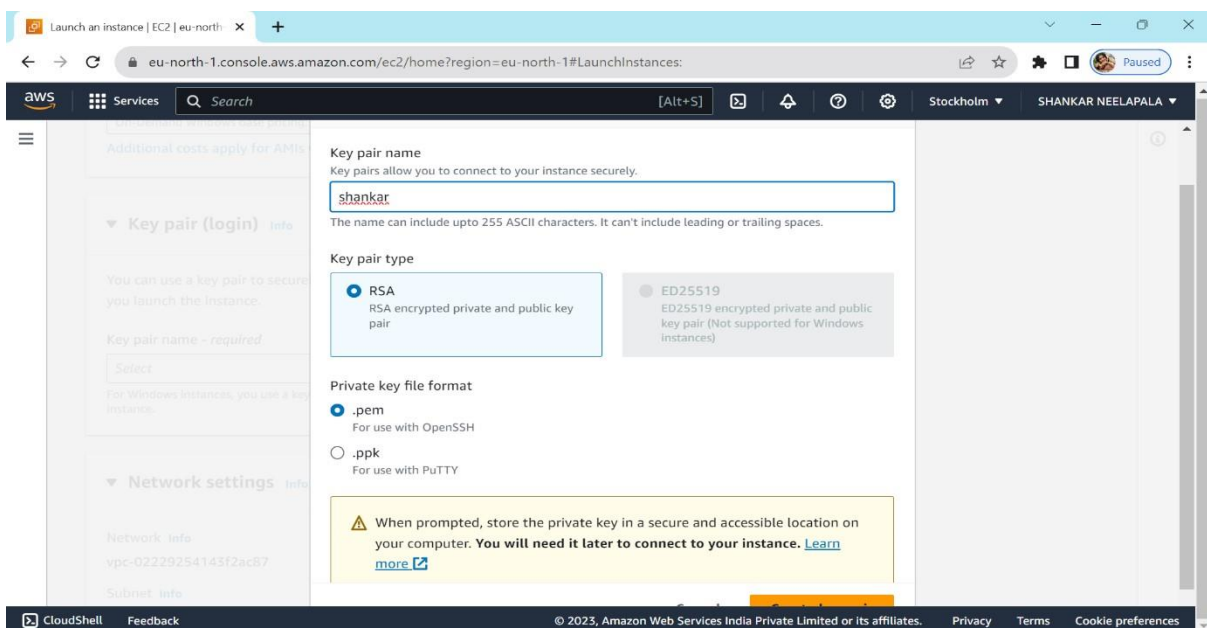 Launch an instance | EC2 | eu-north
eu-north-1.console.aws.amazon.com/ec2/home?region=eu-north-1#LaunchInstances:
Paused
aws
Services
Search
[Alt+S]
Stockholm
SHANKAR NEELAPALA
Additional costs apply for AMIs
Key pair (login) Info
You can use a key pair to secure
you launch the instance.
Key pair name - required
Select
For Windows instances, you use a key
instance.
Network settings Info
Network Info
vpc-02229254143f2ac87
Subnet Info
Key pair name
Key pairs allow you to connect to your instance securely.
shankar
The name can include upto 255 ASCII characters. It can't include leading or trailing spaces.
Key pair type
RSA
RSA encrypted private and public key
pair
ED25519
ED25519 encrypted private and public
key pair (Not supported for Windows
instances)
Private key file format
.pem
For use with OpenSSH
.ppk
For use with PuTTY
When prompted, store the private key in a secure and accessible location on
your computer. You will need it later to connect to your instance. Learn
more
CloudShell
Feedback
© 2023, Amazon Web Services India Private Limited or its affiliates.
Privacy
Terms
Cookie preferences